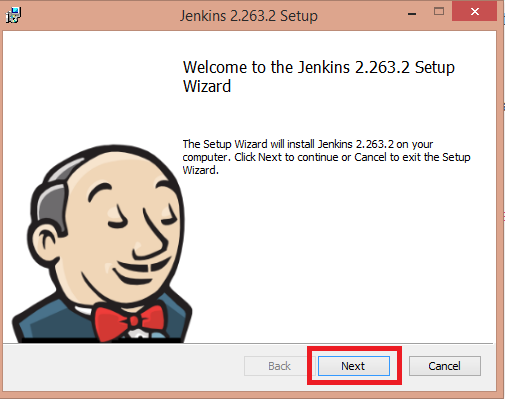 Jenkins 2.263.2 Setup
Welcome to the Jenkins 2.263.2 Setup
Wizard
The Setup Wizard will install Jenkins 2.263.2 on your
computer. Click Next to continue or Cancel to exit the Setup
Wizard.
Back
Next
Cancel